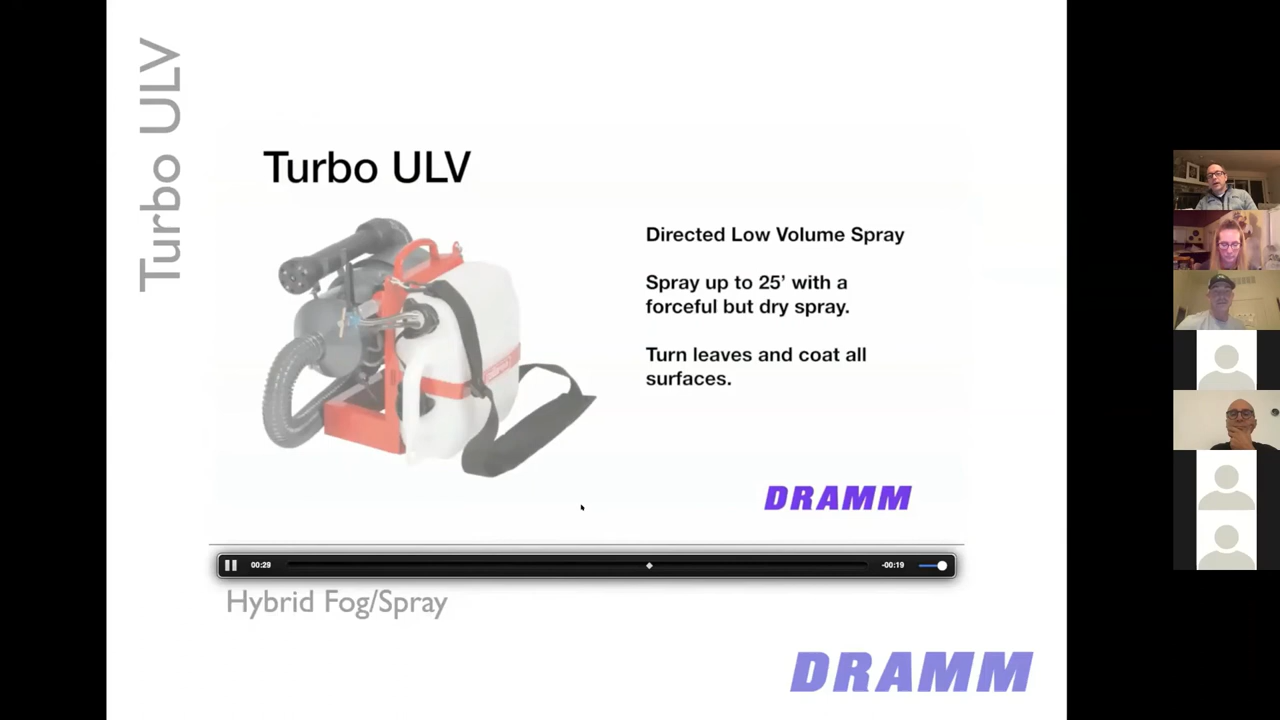 Turbo ULV
Turbo ULV
Directed Low Volume Spray
Spray up to 25' with a
forceful but dry spray.
Turn leaves and coat all
surfaces.
DRAMM
00:29
-00:19
Hybrid Fog/Spray
DRAMM